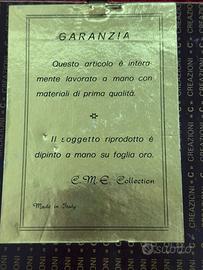 GARANZIA
Questo articolo è intera
mente lavorato a mano con
materiali di prima qualità.
Il soggetto riprodotto è
dipinto a mano su foglia oro.
C.M.E. Collection
Made in Italy
CREAZIONI
subito